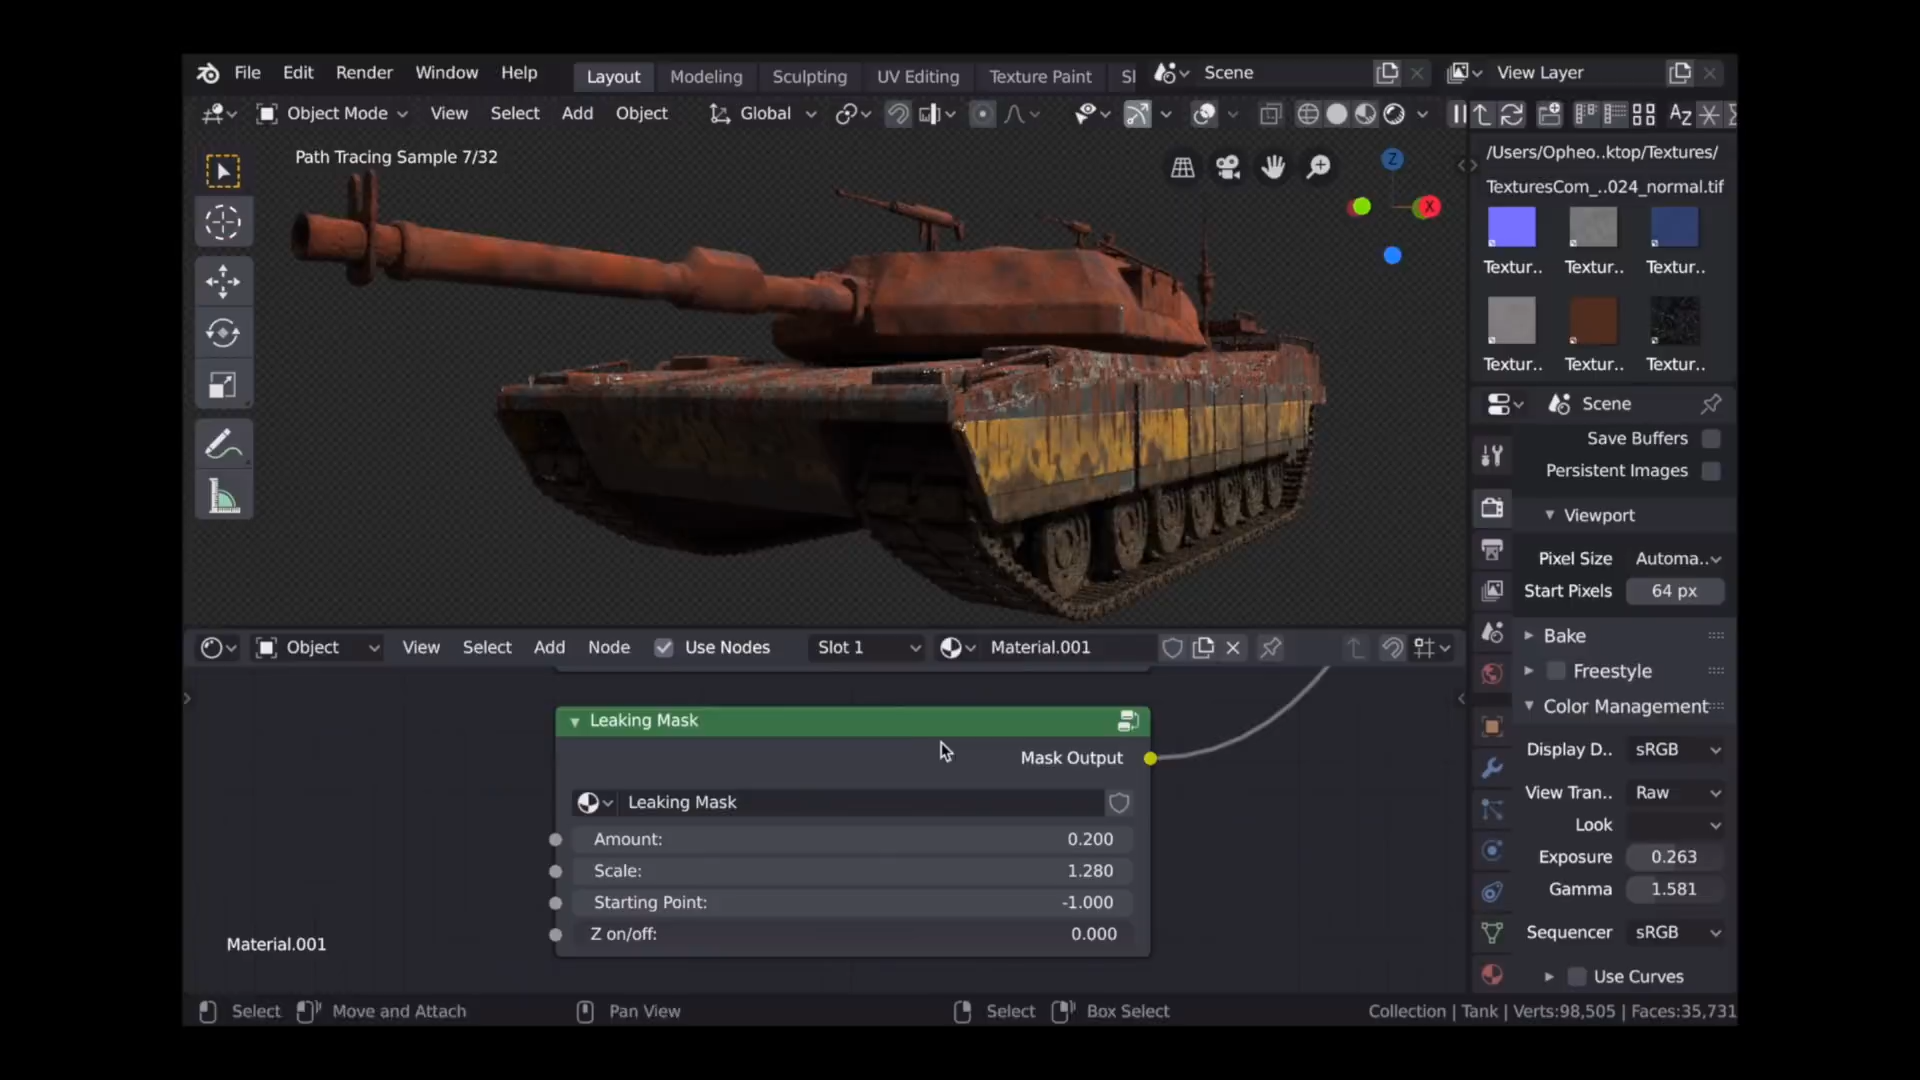 File Edit Render Window Help Layout Modeling Sculpting UV Editing Texture Paint Scene View Layer
Object Mode View Select Add Object Global
Path Tracing Sample 7/32
Z
X
/Users/Opheo..ktop/Textures/
TexturesCom_..024_normal.tif
Textur.. Textur.. Textur..
Textur.. Textur.. Textur..
Scene
Save Buffers
Persistent Images
Viewport
Pixel Size Automa..
Start Pixels 64 px
Bake
Freestyle
Color Management
Display D.. sRGB
View Tran.. Raw
Look
Exposure 0.263
Gamma 1.581
Sequencer sRGB
Use Curves
Object View Select Add Node Use Nodes Slot 1 Material.001
Leaking Mask
Mask Output
Leaking Mask
Amount: 0.200
Scale: 1.280
Starting Point: -1.000
Z on/off: 0.000
Material.001
Select Move and Attach Pan View Select Box Select Collection | Tank | Verts:98,505 | Faces:35,731